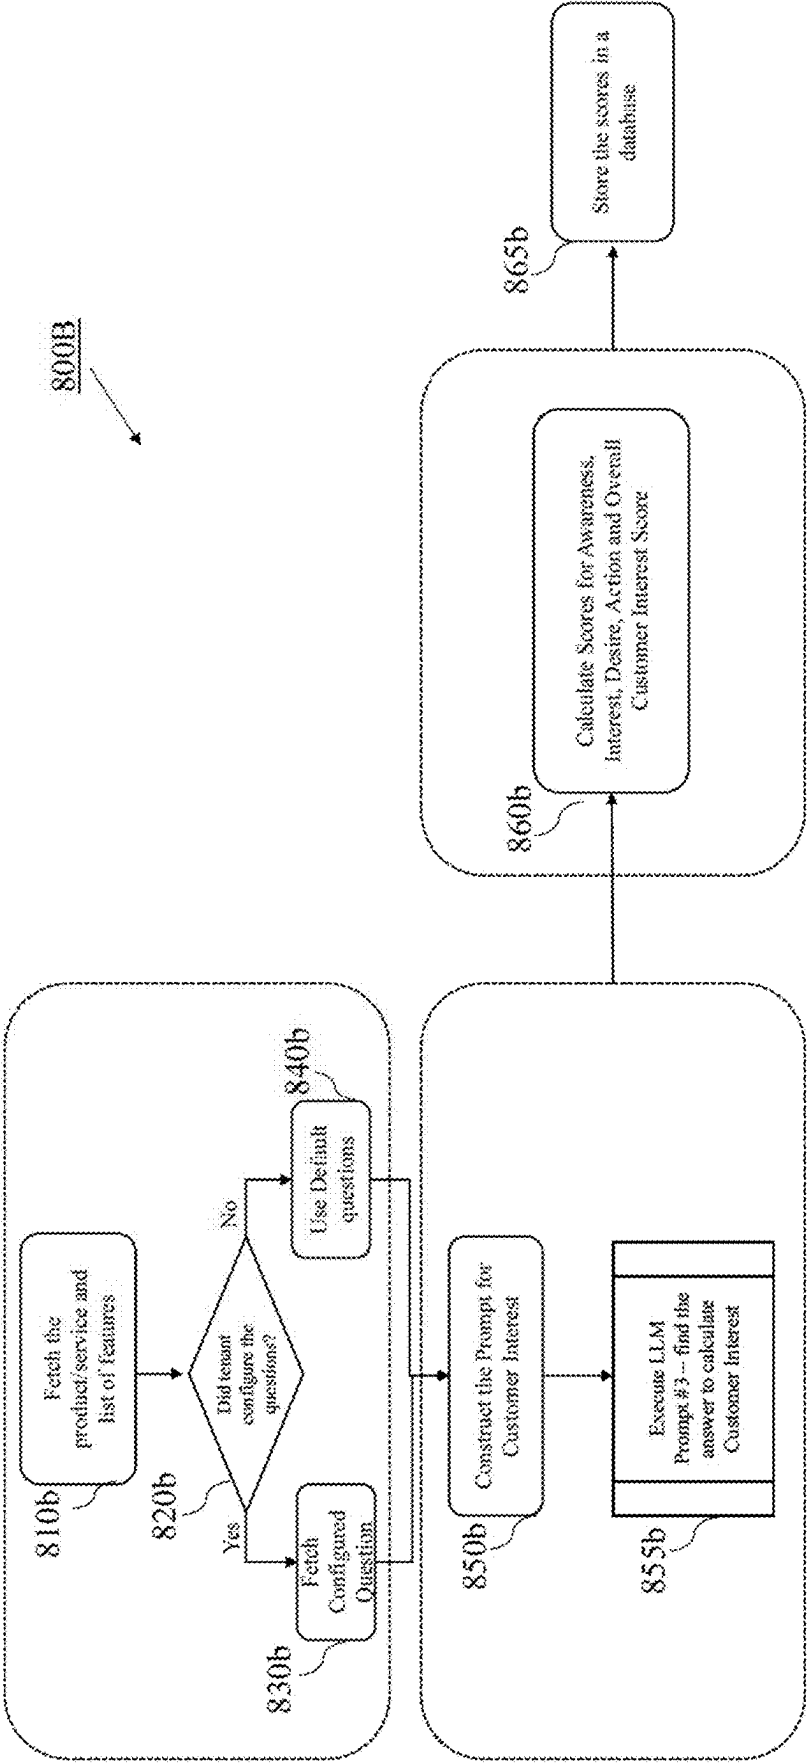 800B
810b
Fetch the
product/service and
list of features
820b
Did tenant
configure the
questions?
Yes
No
830b
Fetch
Configured
Question
840b
Use Default
questions
850b
Construct the Prompt for
Customer Interest
855b
Execute LLM
Prompt #3 – find the
answer to calculate
Customer Interest
860b
Calculate Scores for Awareness,
Interest, Desire, Action and Overall
Customer Interest Score
865b
Store the scores in a
database